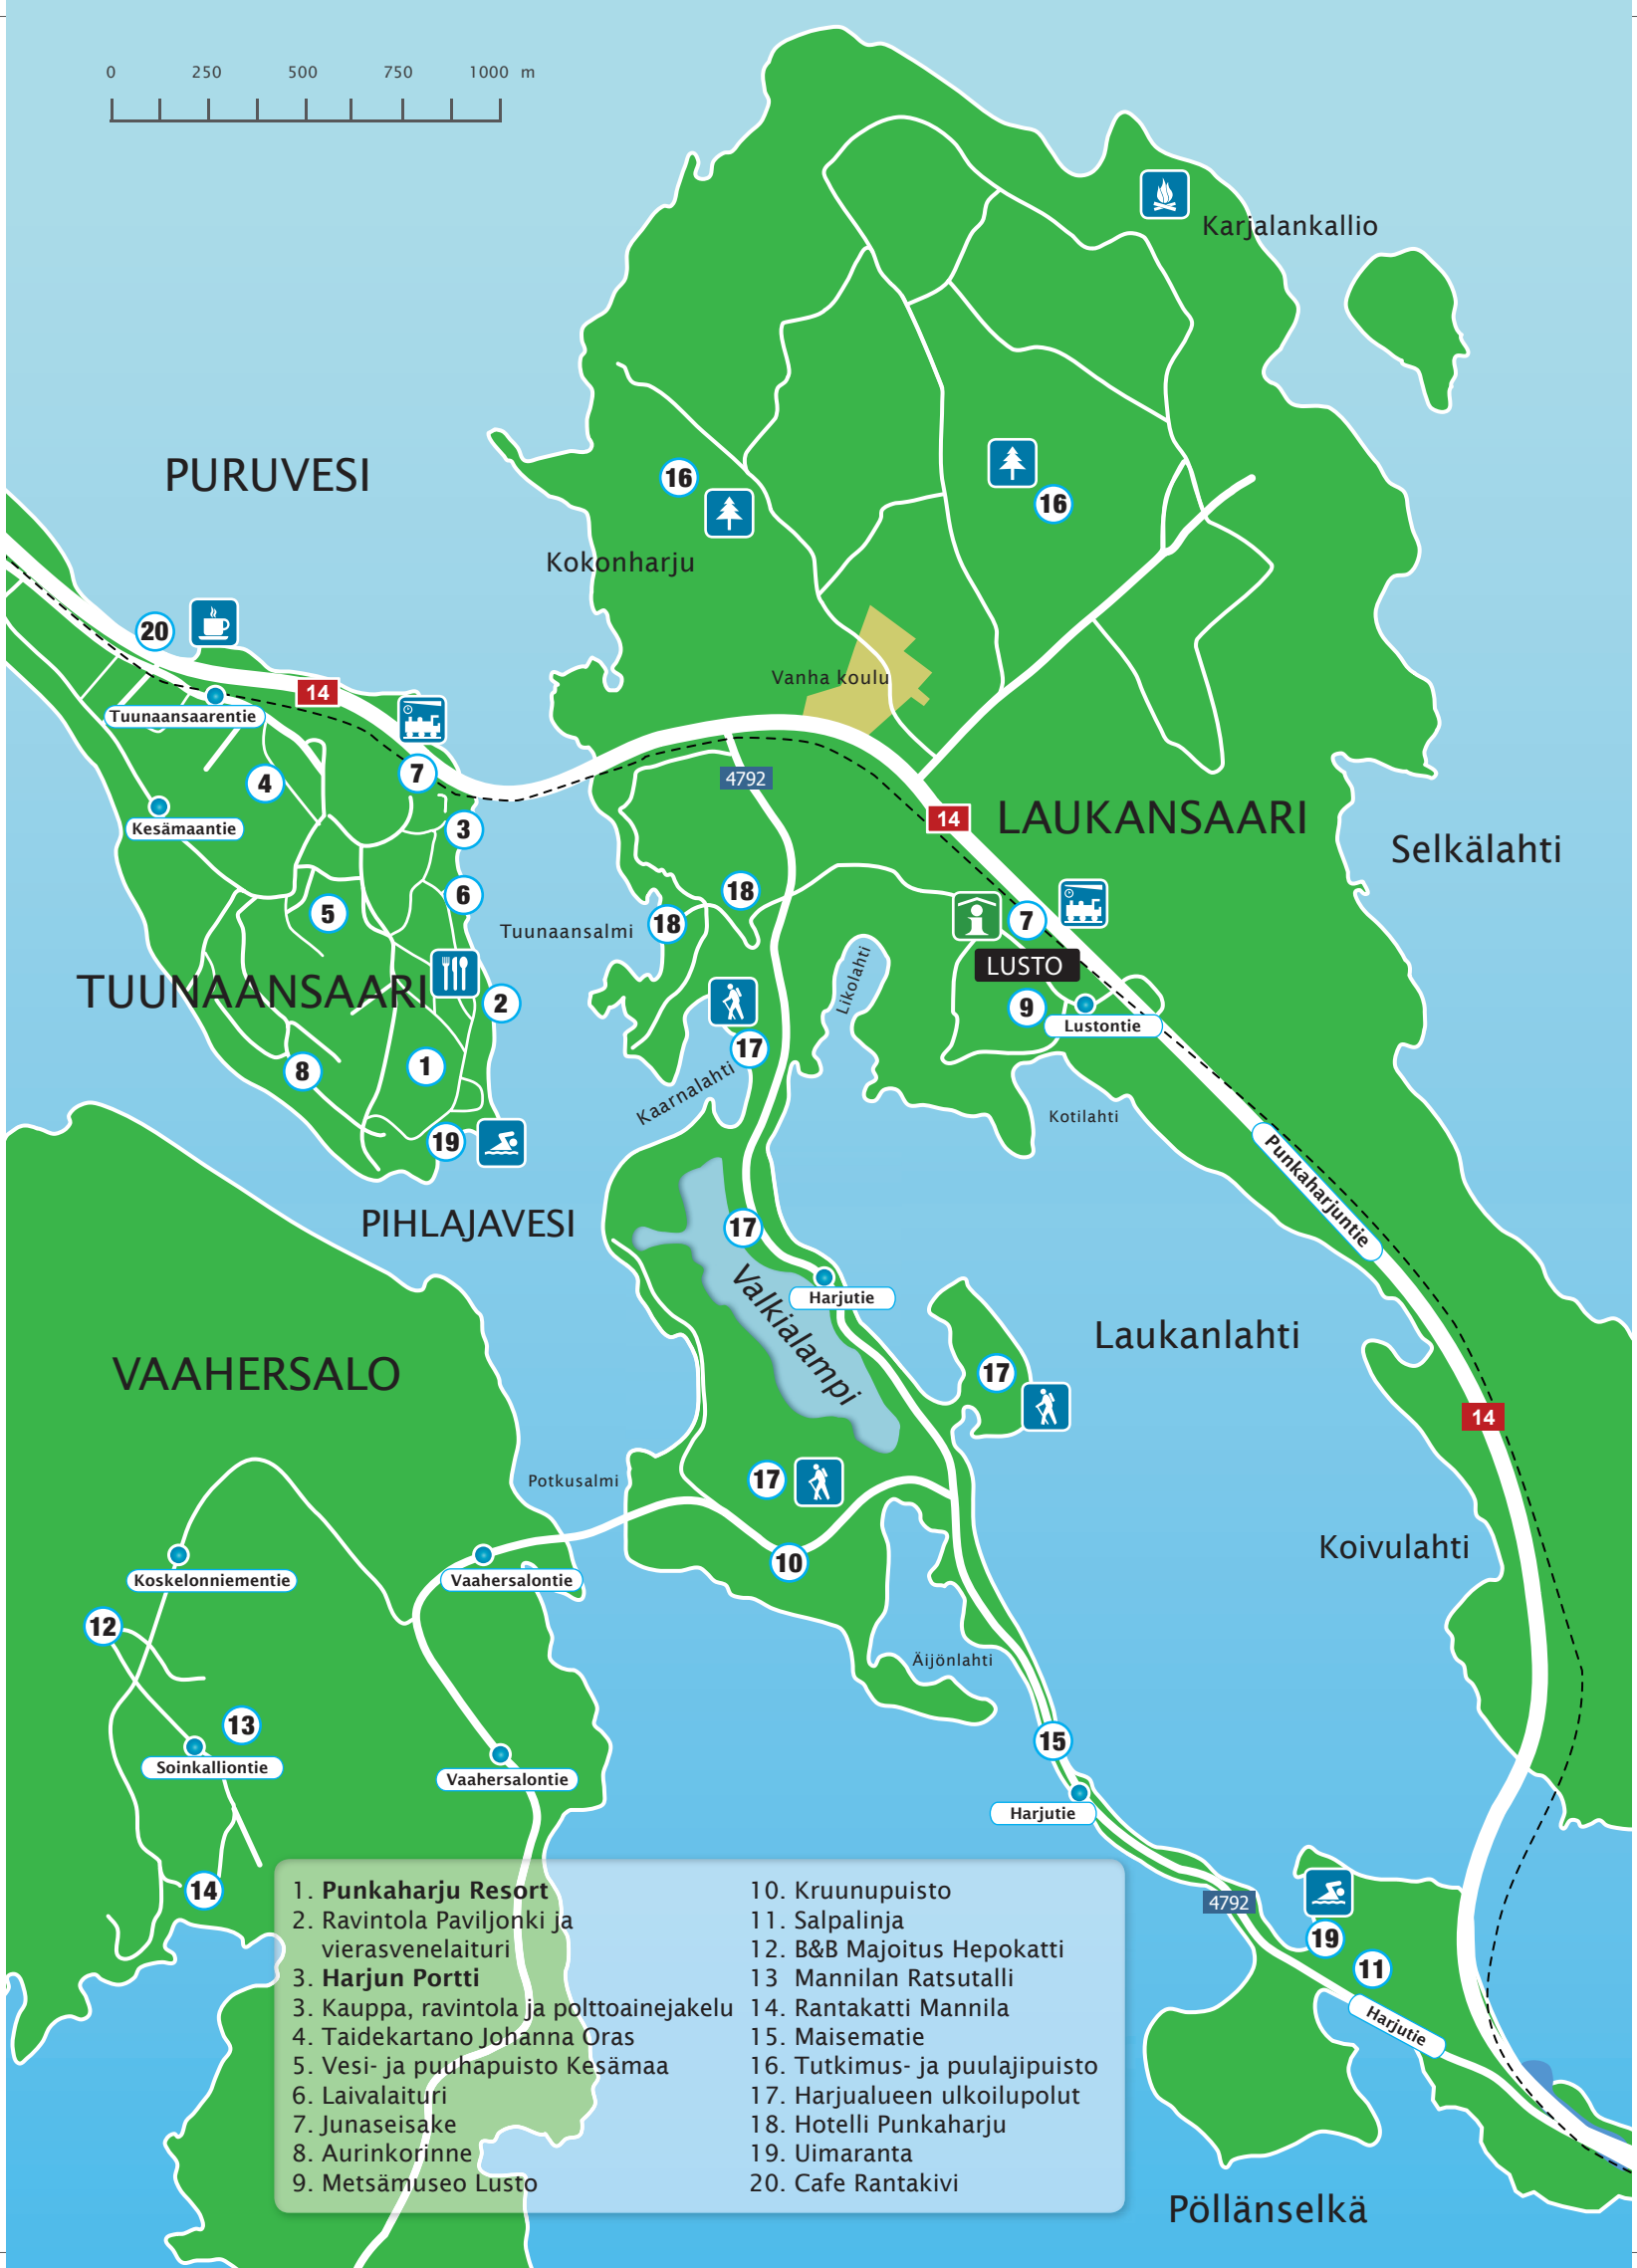 0 250 500 750 1000 m
Karjalankallio
PURUVESI
16
16
Kokonharju
20
Vanha koulu
14
Tuunaansaarentie
7
4
4792
3
Kesämaantie
14
LAUKANSAARI
Selkälahti
18
6
5
18
7
Tuunaansalmi
LUSTO
Likolahti
TUUNAANSAARI
2
9
Lustontie
17
8
1
Kaarnalahti
Kotilahti
19
Punkaharjuntie
PIHLAJAVESI
17
Valkialampi
Harjutie
Laukanlahti
VAAHERSALO
17
14
Potkusalmi
17
Koivulahti
10
Koskelonniementie
Vaahersalontie
12
Äijönlahti
13
15
Soinkalliontie
Vaahersalontie
Harjutie
14
4792
19
11
Harjutie
1. Punkaharju Resort
2. Ravintola Paviljonki ja
vierasvenelaituri
3. Harjun Portti
3. Kauppa, ravintola ja polttoainejakelu
4. Taidekartano Johanna Oras
5. Vesi- ja puuhapuisto Kesämaa
6. Laivalaituri
7. Junaseisake
8. Aurinkorinne
9. Metsämuseo Lusto
10. Kruunupuisto
11. Salpalinja
12. B&B Majoitus Hepokatti
13 Mannilan Ratsutalli
14. Rantakatti Mannila
15. Maisematie
16. Tutkimus- ja puulajipuisto
17. Harjualueen ulkoilupolut
18. Hotelli Punkaharju
19. Uimaranta
20. Cafe Rantakivi
Pöllänselkä